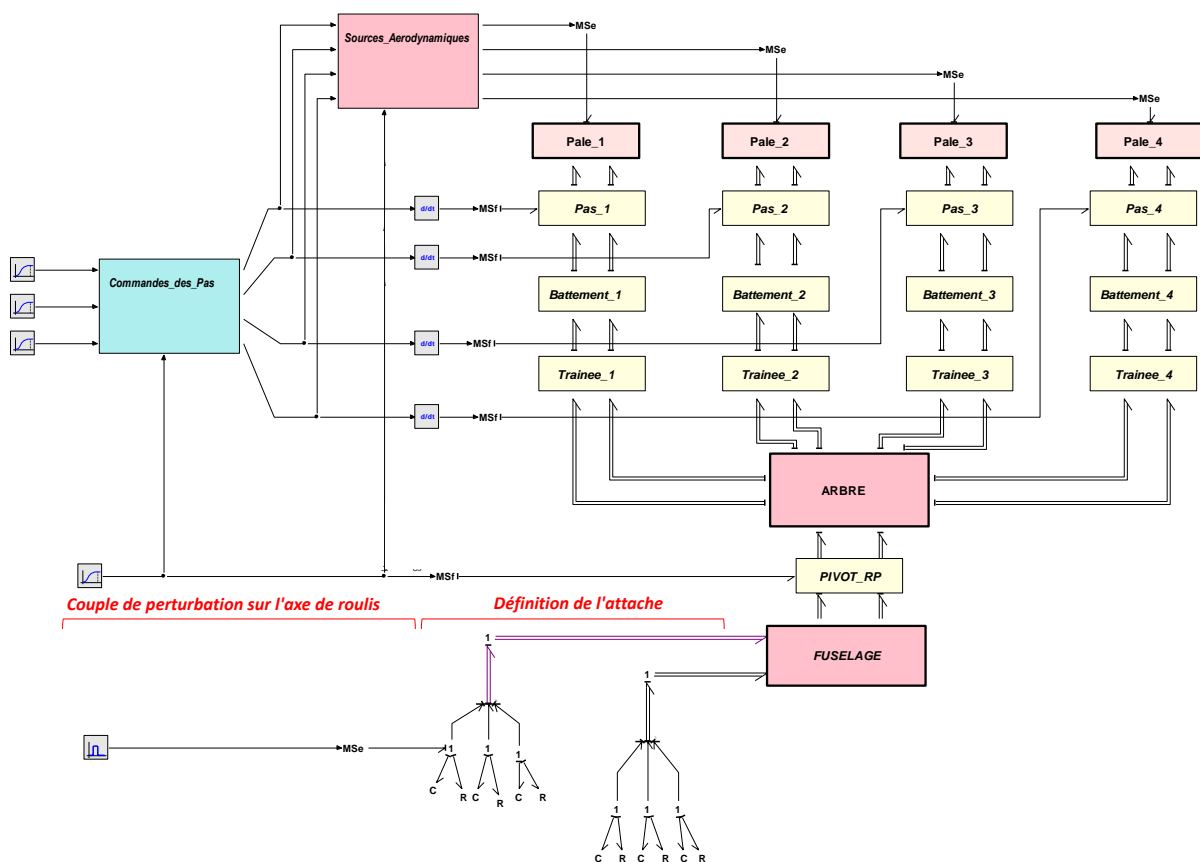 MSe
Sources_Aerodynamiques
MSe
MSe
MSe
Pale_1
Pale_2
Pale_3
Pale_4
d/dt
MSf
Pas_1
Pas_2
Pas_3
Pas_4
Commandes_des_Pas
d/dt
MSf
Battement_1
Battement_2
Battement_3
Battement_4
d/dt
MSf
Trainee_1
Trainee_2
Trainee_3
Trainee_4
d/dt
MSf
ARBRE
MSf
PIVOT_RP
Couple de perturbation sur l'axe de roulis
Définition de l'attache
1
FUSELAGE
1
MSe
1
1
1
C
R
C
R
C
R
1
1
1
C
R
C
R
C
R